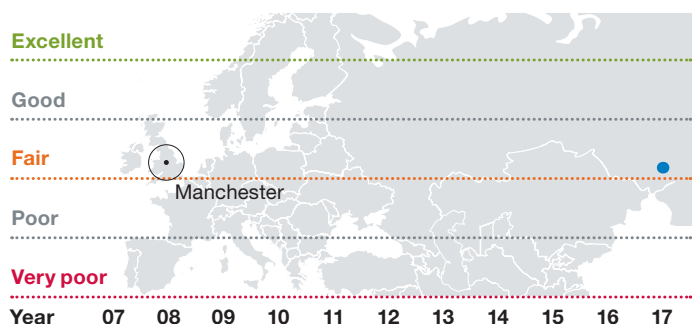 Excellent
Good
Fair
Manchester
Poor
Very poor
Year 07 08 09 10 11 12 13 14 15 16 17